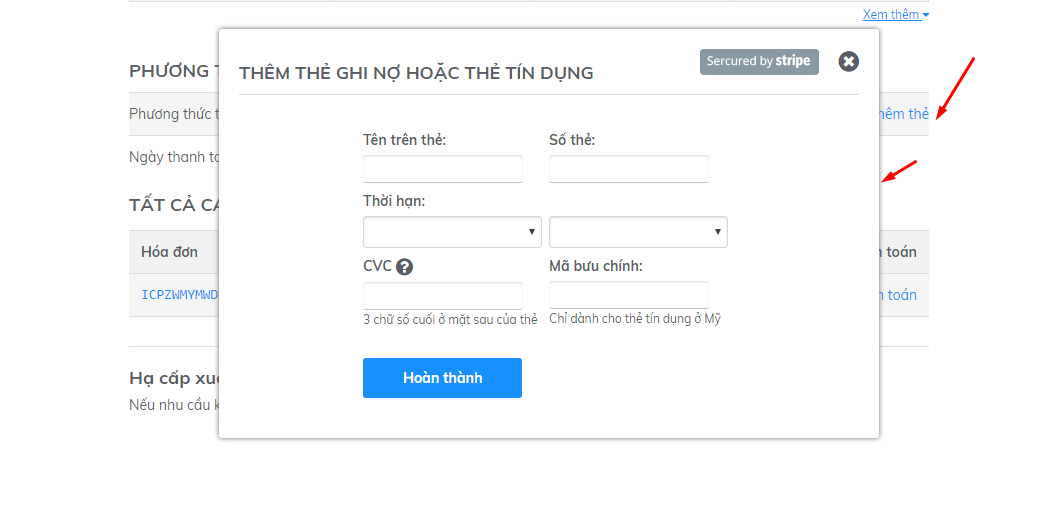 Xem thêm
Sercured by stripe
THÊM THẺ GHI NỢ HOẶC THẺ TÍN DỤNG
PHƯƠNG
Phương thức
hêm thẻ
Tên trên thẻ: Số thẻ:
Ngày thanh
Thời hạn:
TẤT CẢ
Hóa đơn
toán
CVC ? Mã bưu chính:
ICPZWMYMWD
toán
3 chữ số cuối ở mặt sau của thẻ Chỉ dành cho thẻ tín dụng ở Mỹ
Hoàn thành
Hạ cấp
Nếu nhu cầu